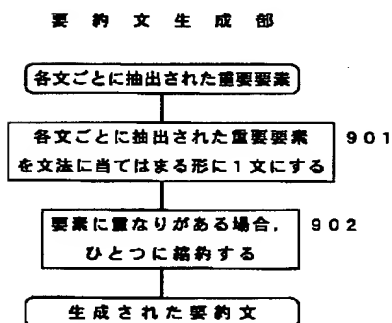 要約文生成部
各文ごとに抽出された重要要素
各文ごとに抽出された重要要素
を文法に当てはまる形に1文にする
901
要素に重なりがある場合,
ひとつに縮約する
902
生成された要約文